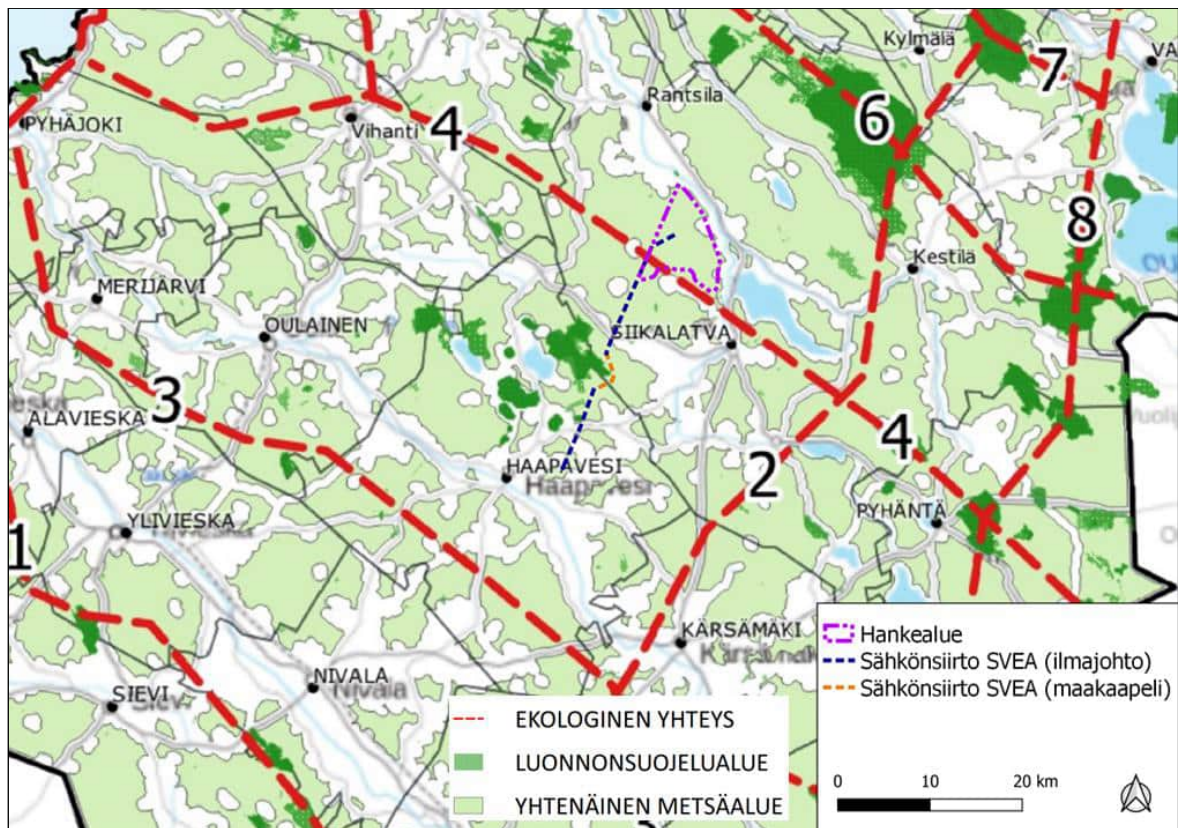 Kylmälä
7
VA
Rantsila
6
PYHÄJOKI
Vihanti
4
8
Kestilä
MERIJÄRVI
OULAINEN
SIIKALATVA
3
ALAVIESKA
4
HAAPAVESI
Haapavesi
2
PYHÄNTÄ
1
YLIVIESKA
KÄRSÄMÄKI
NIVALA
Nivala
SIEVI
Hankealue
Sähkönsiirto SVEA (ilmajohto)
Sähkönsiirto SVEA (maakaapeli)
EKOLOGINEN YHTEYS
LUONNONSUOJELUALUE
YHTENÄINEN METSÄALUE
0 10 20 km